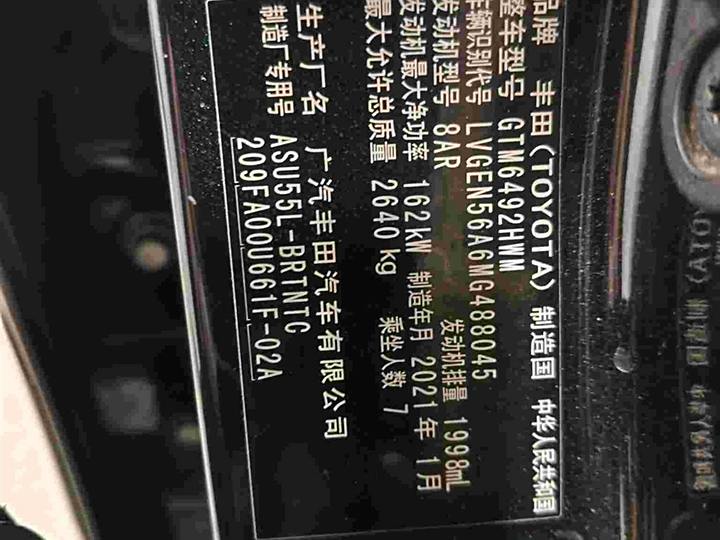 品牌 丰田(TOYOTA) 制造国 中华人民共和国
整车型号 GTM6492HWM
车辆识别代号 LVGEN56A6MG488045
发动机型号 8AR 发动机排量 1998mL
发动机最大净功率 162kW 制造年月 2021年 1月
最大允许总质量 2640 kg 乘坐人数 7
生产厂名 广汽丰田汽车有限公司
制造厂专用号 ASU55L-BRTNTC
209FA00U661F-02A